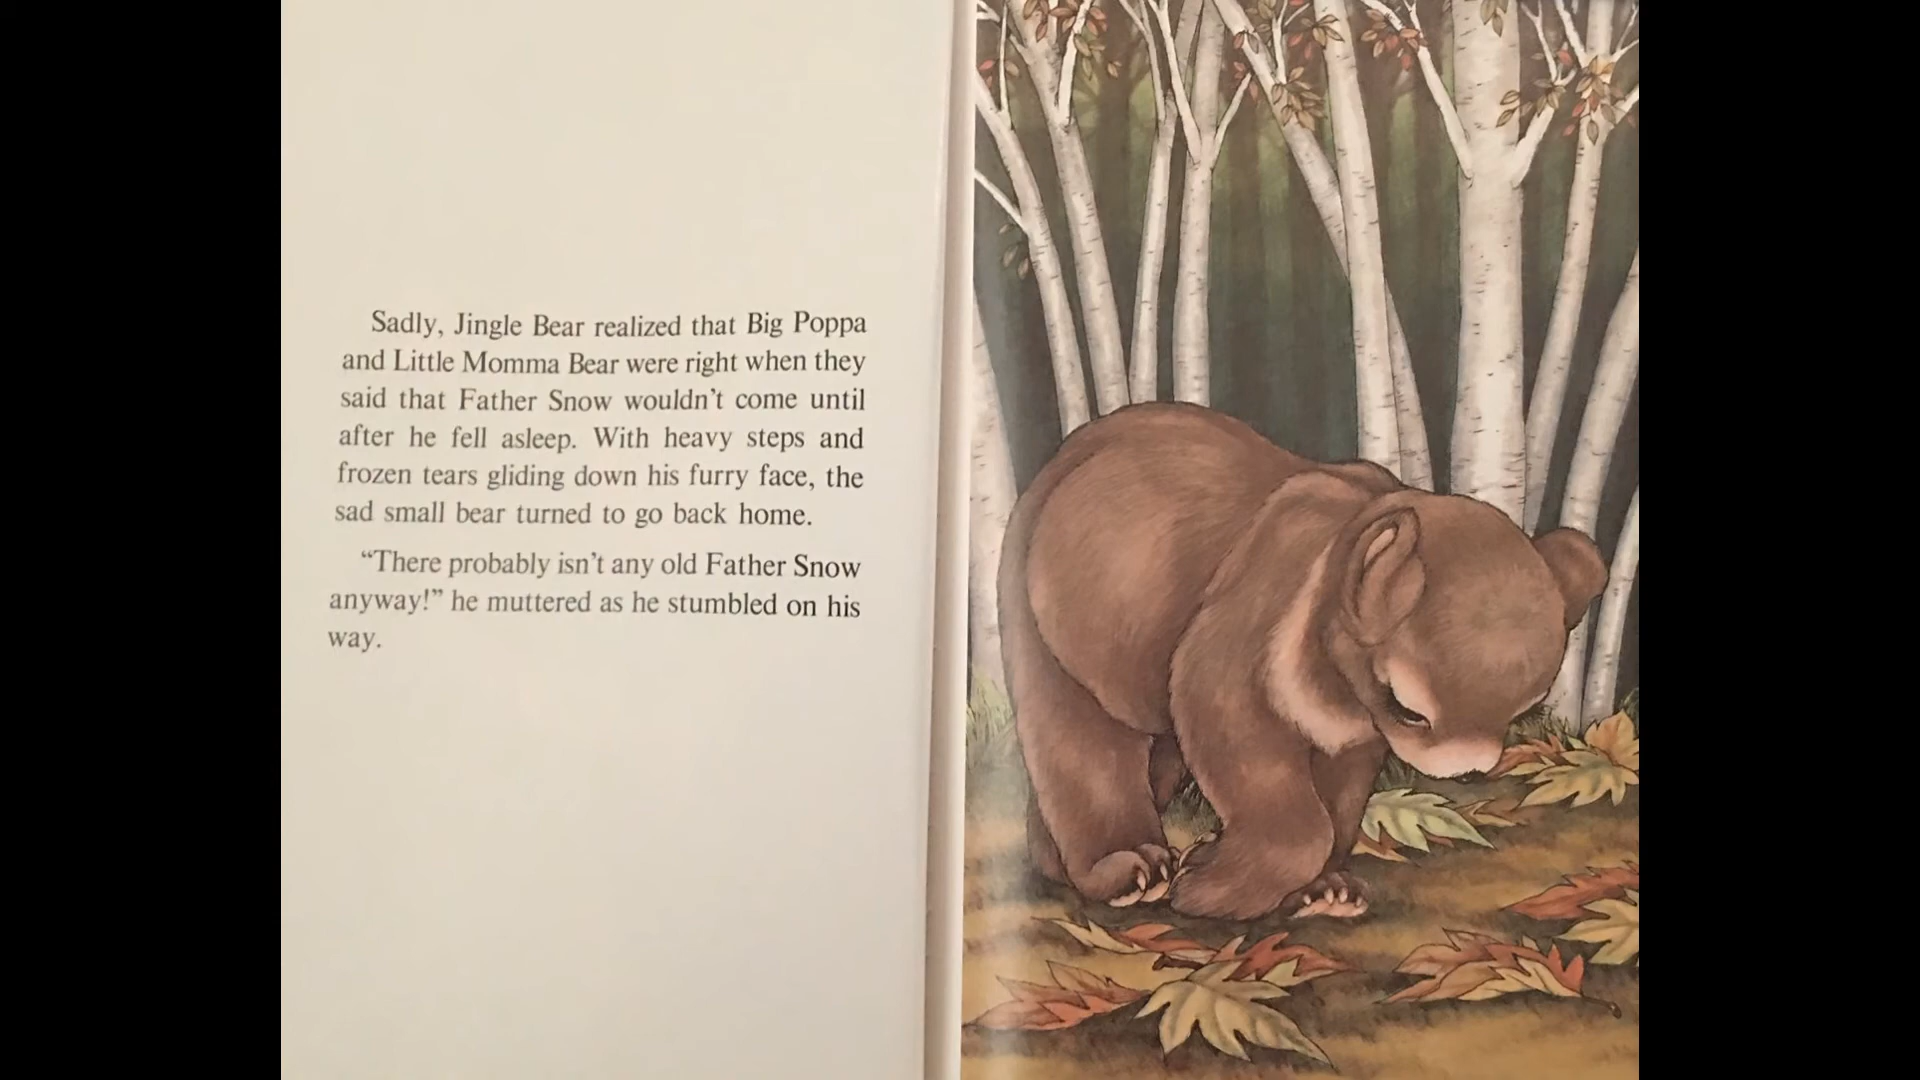 Sadly, Jingle Bear realized that Big Poppa
and Little Momma Bear were right when they
said that Father Snow wouldn’t come until
after he fell asleep. With heavy steps and
frozen tears gliding down his furry face, the
sad small bear turned to go back home.
“There probably isn’t any old Father Snow
anyway!” he muttered as he stumbled on his
way.